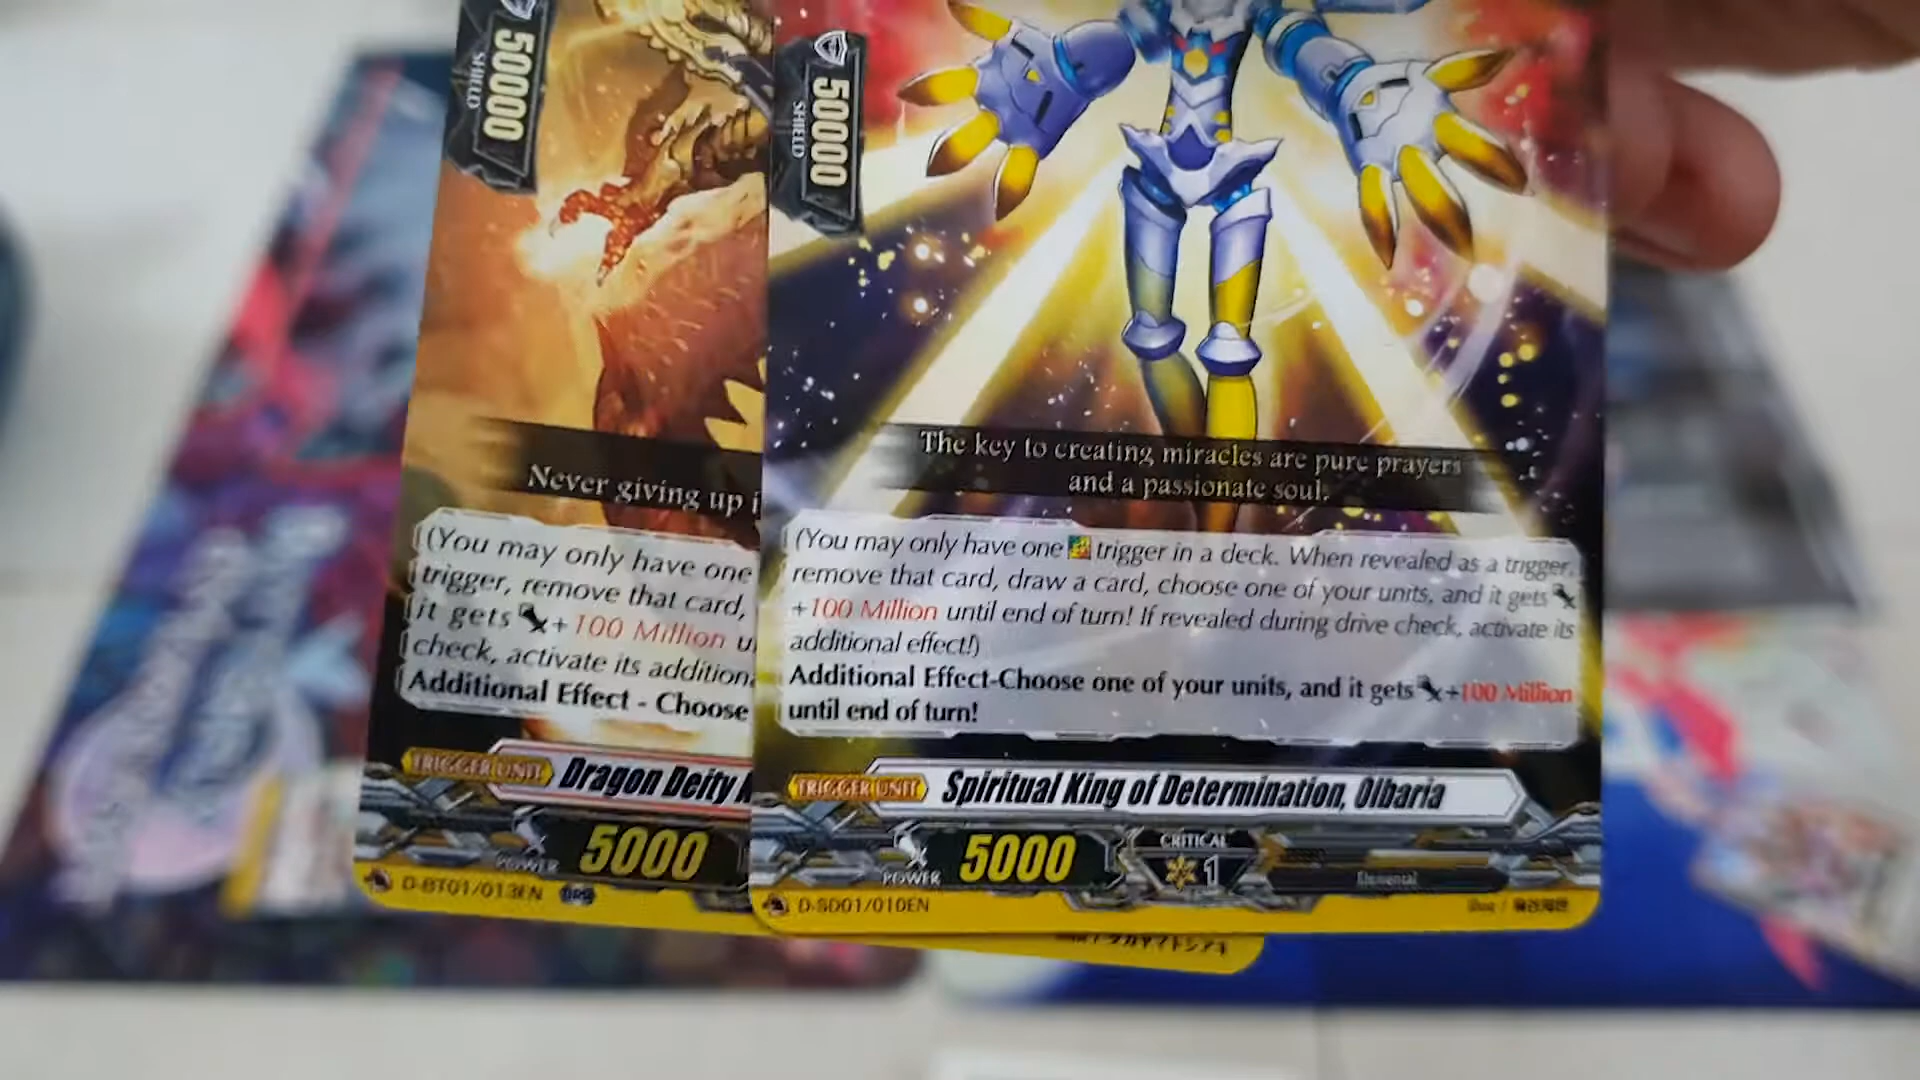 50000
SHIELD
Never giving up i
(You may only have one
trigger, remove that card,
it gets +100 Million u
check, activate its addition
Additional Effect - Choose
TRIGGER UNIT Dragon Deity K
POWER 5000
D-BT01/013EN
50000
SHIELD
The key to creating miracles are pure prayers
and a passionate soul.
(You may only have one trigger in a deck. When revealed as a trigger,
remove that card, draw a card, choose one of your units, and it gets
+100 Million until end of turn! If revealed during drive check, activate its
additional effect!)
Additional Effect-Choose one of your units, and it gets +100 Million
until end of turn!
TRIGGER UNIT Spiritual King of Determination, Olbaria
POWER 5000 CRITICAL 1
Elemental
D-SD01/010EN